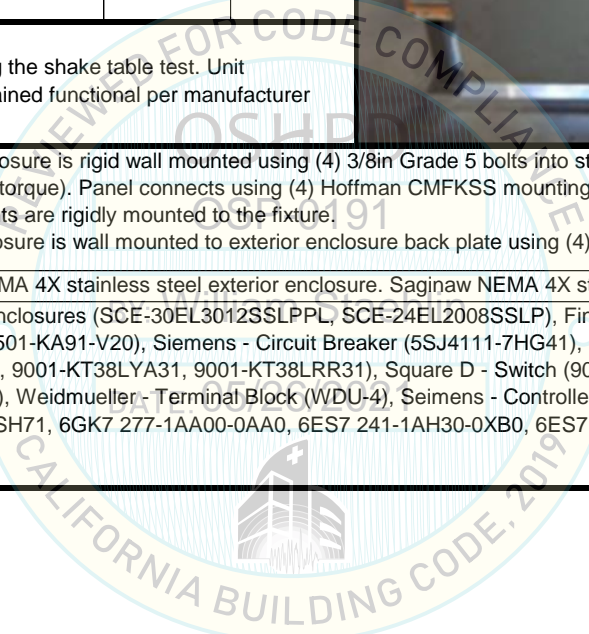 g the shake table test. Unit
ained functional per manufacturer
REVIEWED FOR CODE COMPLIANCE
OSHPD
osure is rigid wall mounted using (4) 3/8in Grade 5 bolts into st
torque). Panel connects using (4) Hoffman CMFKSS mounting
ts are rigidly mounted to the fixture.
OSP-0191
osure is wall mounted to exterior enclosure back plate using (4)
MA 4X stainless steel exterior enclosure. Saginaw NEMA 4X st
BY: William Staehlin
nclosures (SCE-30EL3012SSLPPL, SCE-24EL2008SSLP), Fin
501-KA91-V20), Siemens - Circuit Breaker (5SJ4111-7HG41),
, 9001-KT38LYA31, 9001-KT38LRR31), Square D - Switch (90
), Weidmueller - Terminal Block (WDU-4), Seimens - Controlle
DATE: 05/26/2021
SH71, 6GK7 277-1AA00-0AA0, 6ES7 241-1AH30-0XB0, 6ES7
CALIFORNIA BUILDING CODE, 2019